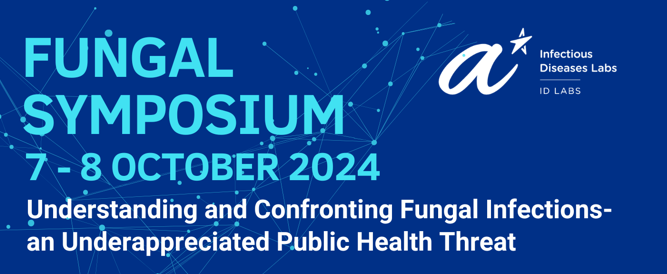 FUNGAL
SYMPOSIUM
7 - 8 OCTOBER 2024
Understanding and Confronting Fungal Infections-
an Underappreciated Public Health Threat
a
Infectious
Diseases Labs
ID LABS